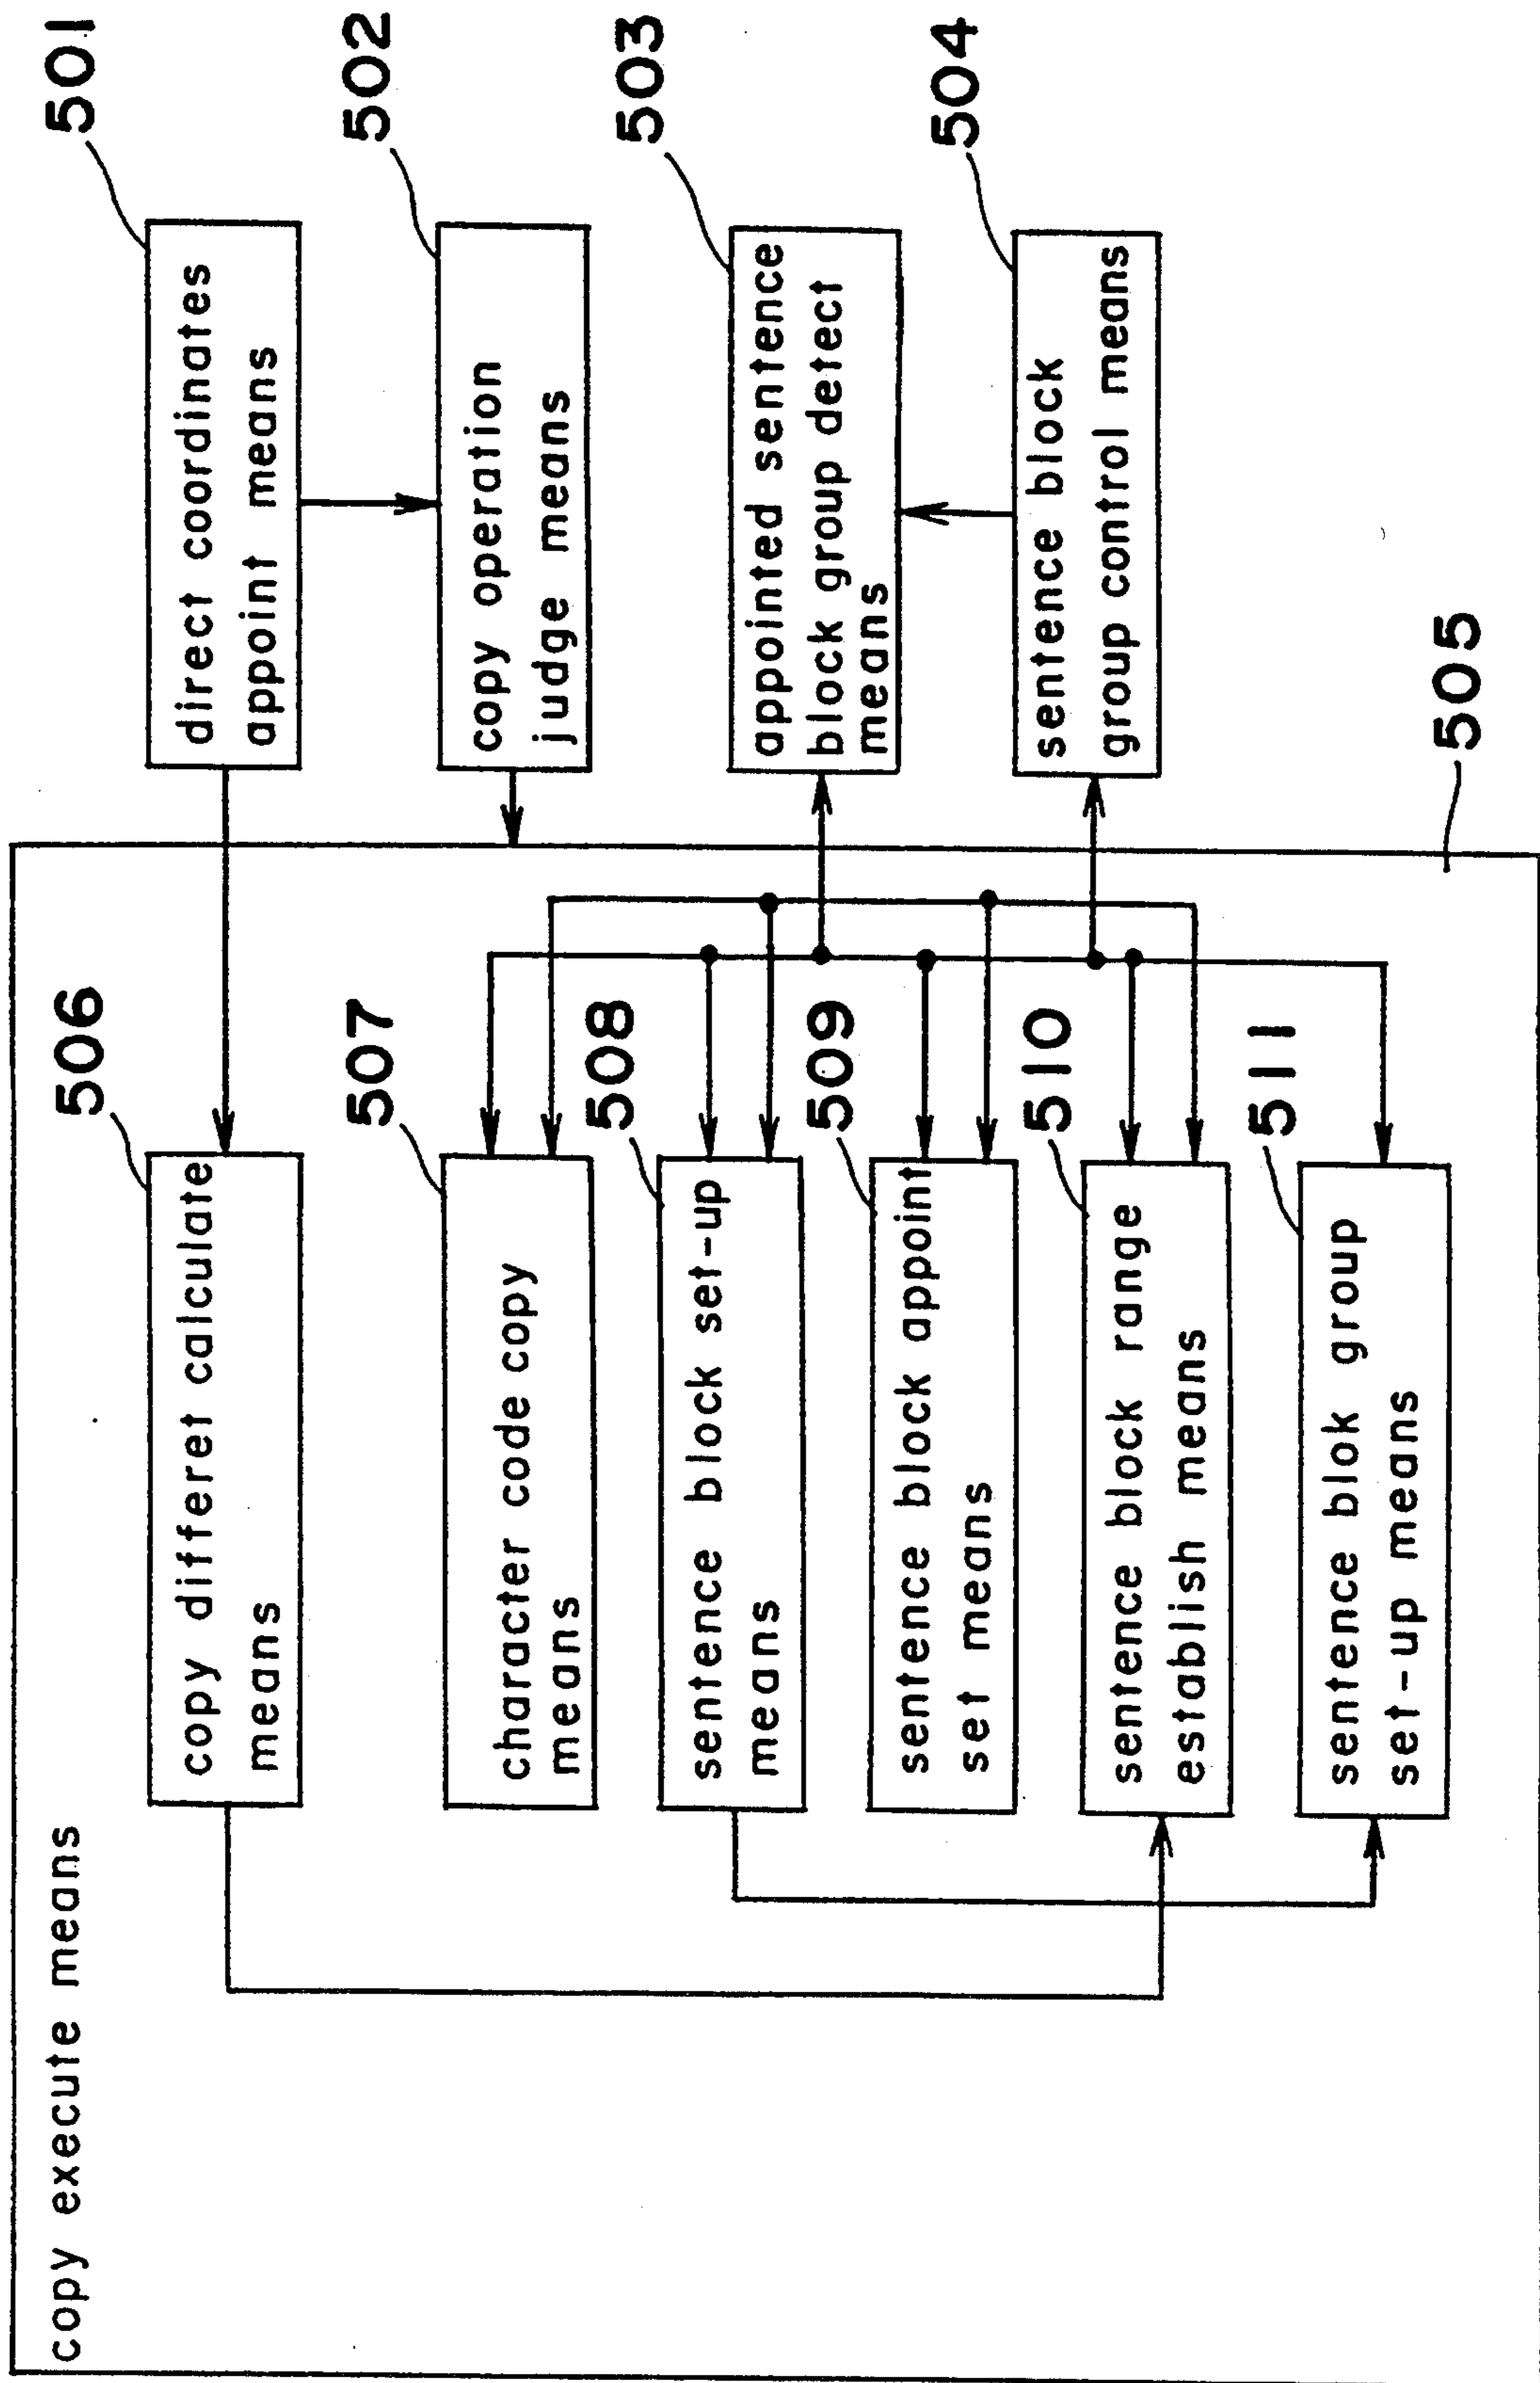 copy execute means
506
copy differet calculate
means
507
character code copy
means
508
sentence block set-up
means
509
sentence block appoint
set means
510
sentence block range
establish means
511
sentence blok group
set-up means
501
direct coordinates
appoint means
502
copy operation
judge means
503
appointed sentence
block group detect
means
504
sentence block
group control means
505